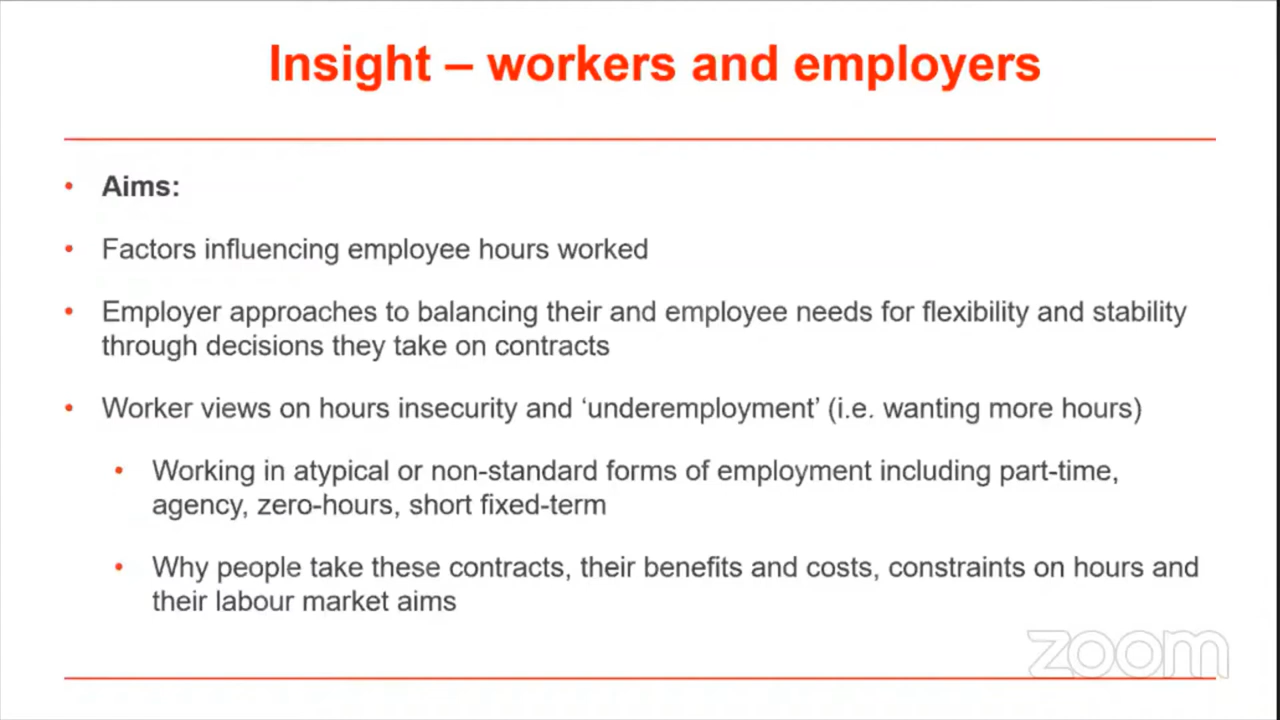 Insight – workers and employers
• Aims:
• Factors influencing employee hours worked
• Employer approaches to balancing their and employee needs for flexibility and stability
through decisions they take on contracts
• Worker views on hours insecurity and ‘underemployment’ (i.e. wanting more hours)
• Working in atypical or non-standard forms of employment including part-time,
agency, zero-hours, short fixed-term
• Why people take these contracts, their benefits and costs, constraints on hours and
their labour market aims
zoom